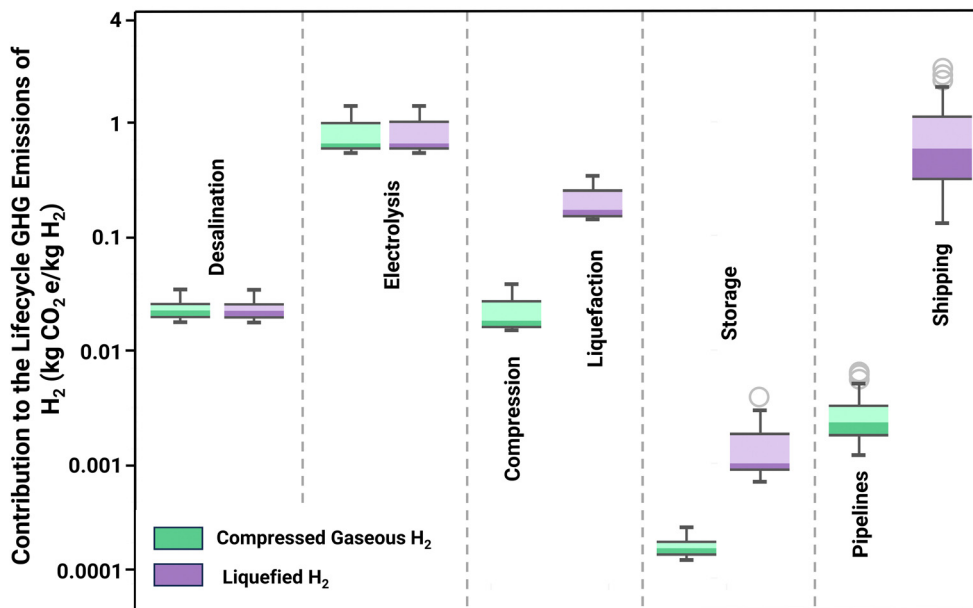 Contribution to the Lifecycle GHG Emissions of
H₂ (kg CO₂ e/kg H₂)
4
1
0.1
0.01
0.001
0.0001
Desalination
Electrolysis
Compression
Liquefaction
Storage
Pipelines
Shipping
Compressed Gaseous H₂
Liquefied H₂